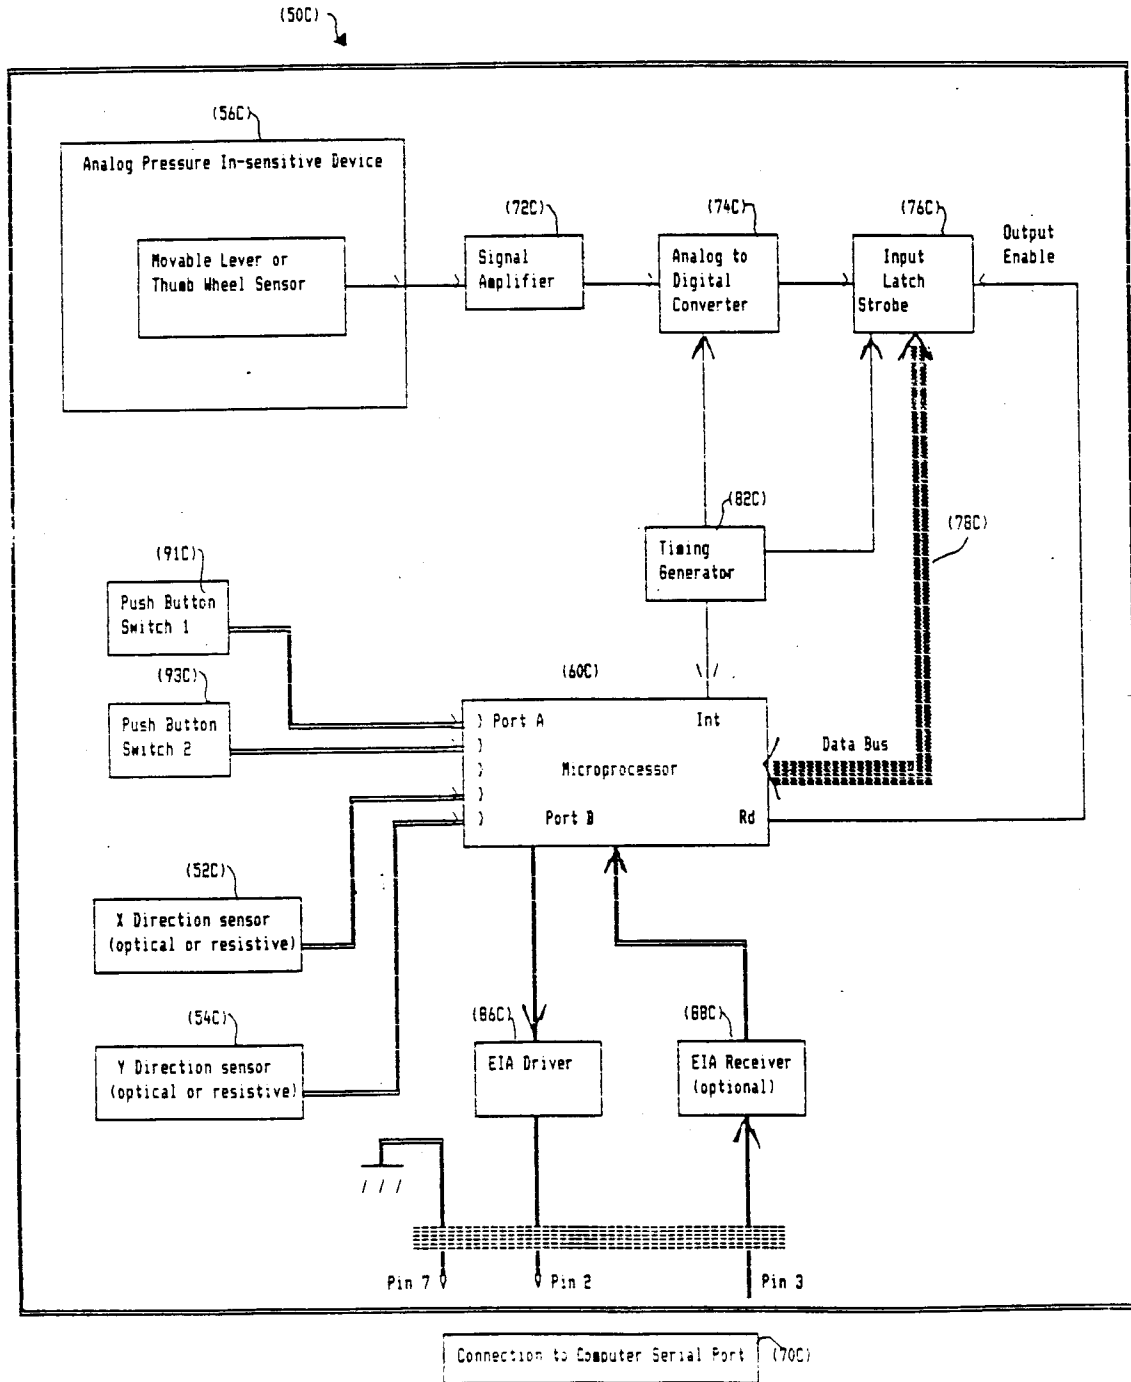 (50C)
(56C)
Analog Pressure In-sensitive Device
Movable Lever or
Thumb Wheel Sensor
(72C)
Signal
Amplifier
(74C)
Analog to
Digital
Converter
(76C)
Input
Latch
Strobe
Output
Enable
(82C)
Timing
Generator
(78C)
(91C)
Push Button
Switch 1
(93C)
Push Button
Switch 2
(60C)
Port A
Int
Microprocessor
Port B
Rd
Data Bus
(52C)
X Direction sensor
(optical or resistive)
(54C)
Y Direction sensor
(optical or resistive)
(86C)
EIA Driver
(88C)
EIA Receiver
(optional)
Pin 7
Pin 2
Pin 3
Connection to Computer Serial Port
(70C)